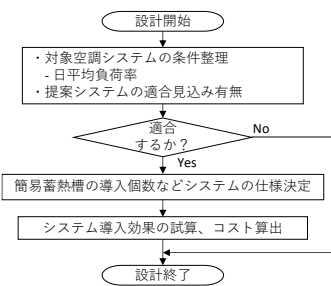 設計開始
・対象空調システムの条件整理
- 日平均負荷率
・提案システムの適合見込み有無
適合
するか？
No
Yes
簡易蓄熱槽の導入個数などシステムの仕様決定
システム導入効果の試算、コスト算出
設計終了